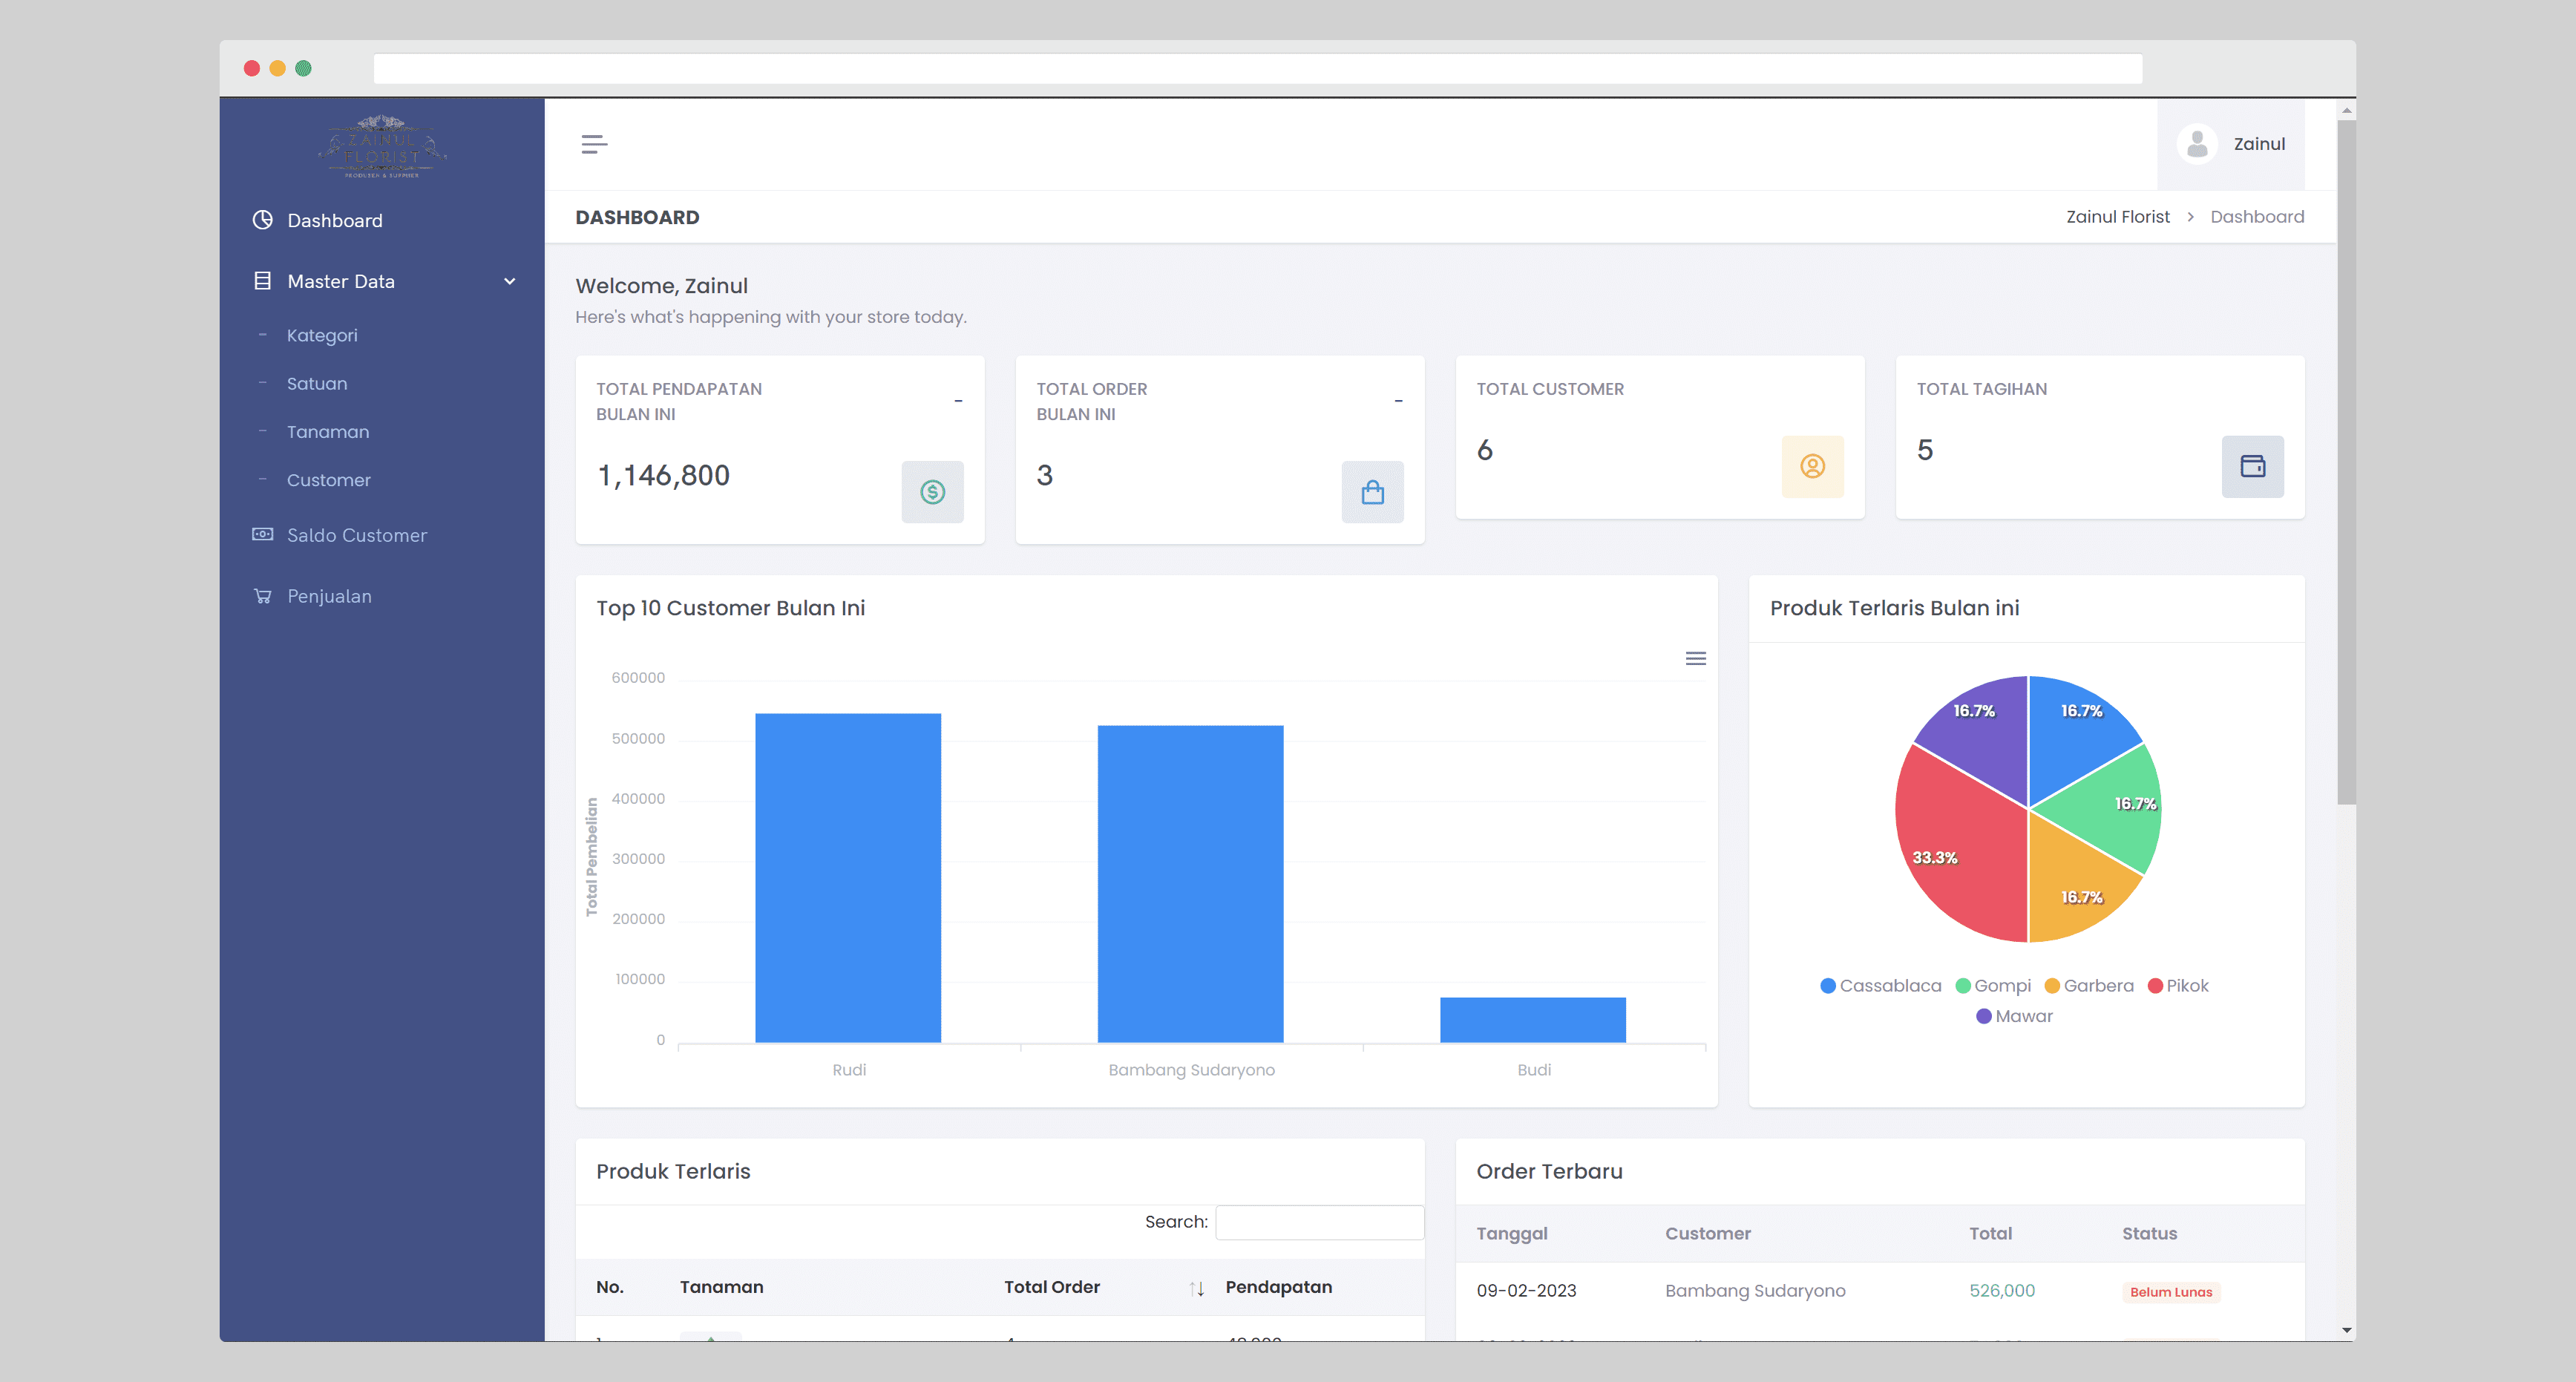 ZAINUL
FLORIST
PRODUSEN & SUPPLIER
Zainul
Dashboard
Master Data
Kategori
Satuan
Tanaman
Customer
Saldo Customer
Penjualan
DASHBOARD
Zainul Florist > Dashboard
Welcome, Zainul
Here's what's happening with your store today.
TOTAL PENDAPATAN
BULAN INI
-
1,146,800
TOTAL ORDER
BULAN INI
-
3
TOTAL CUSTOMER
6
TOTAL TAGIHAN
5
Top 10 Customer Bulan Ini
Total Pembelian
600000
500000
400000
300000
200000
100000
0
Rudi
Bambang Sudaryono
Budi
Produk Terlaris Bulan ini
16.7%
16.7%
16.7%
33.3%
16.7%
Cassablaca
Gompi
Garbera
Pikok
Mawar
Produk Terlaris
Search:
No. Tanaman Total Order Pendapatan
Order Terbaru
Tanggal Customer Total Status
09-02-2023 Bambang Sudaryono 526,000 Belum Lunas